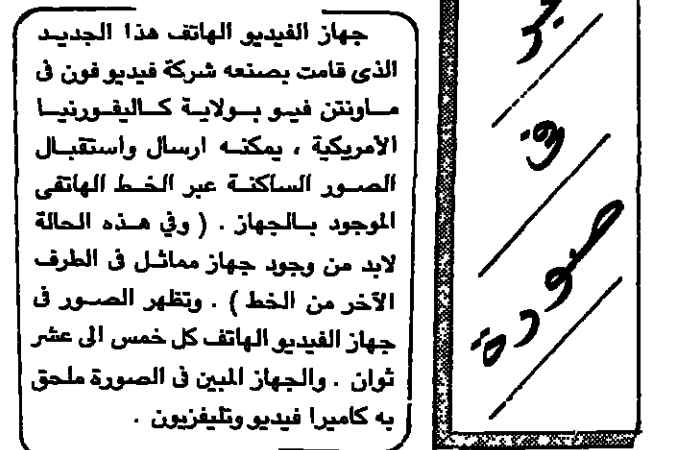 جهاز الفيديو الهاتف هذا الجديد
الذى قامت بصنعه شركة فيديو فون فى
ماونتن فيو بولاية كاليفورنيا
الأمريكية ، يمكنه ارسال واستقبال
الصور الساكنة عبر الخط الهاتفى
الموجود بالجهاز . ( وفى هذه الحالة
لابد من وجود جهاز مماثل فى الطرف
الآخر من الخط ) . وتظهر الصور فى
جهاز الفيديو الهاتف كل خمس الى عشر
ثوان . والجهاز المبين فى الصورة ملحق
به كاميرا فيديو وتليفزيون .
فى
صورة